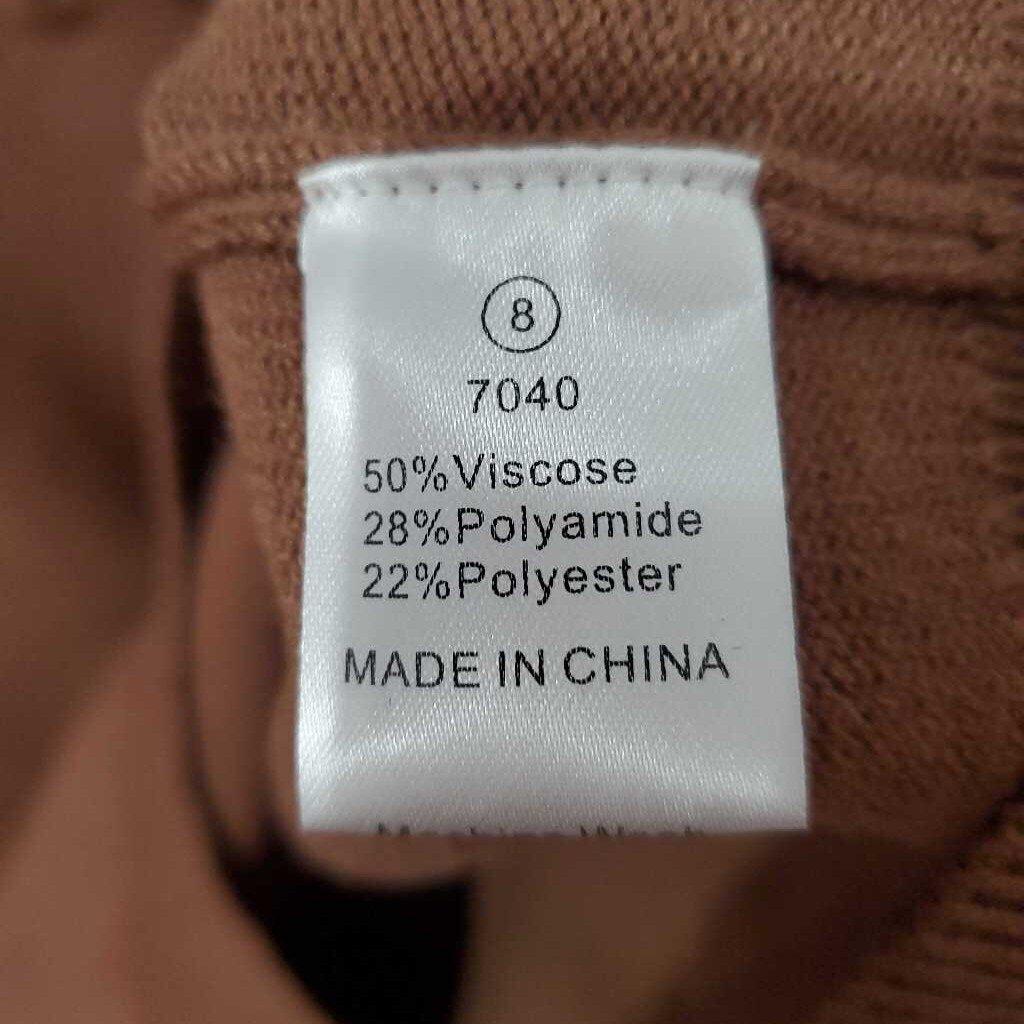 8
7040
50%Viscose
28%Polyamide
22%Polyester
MADE IN CHINA